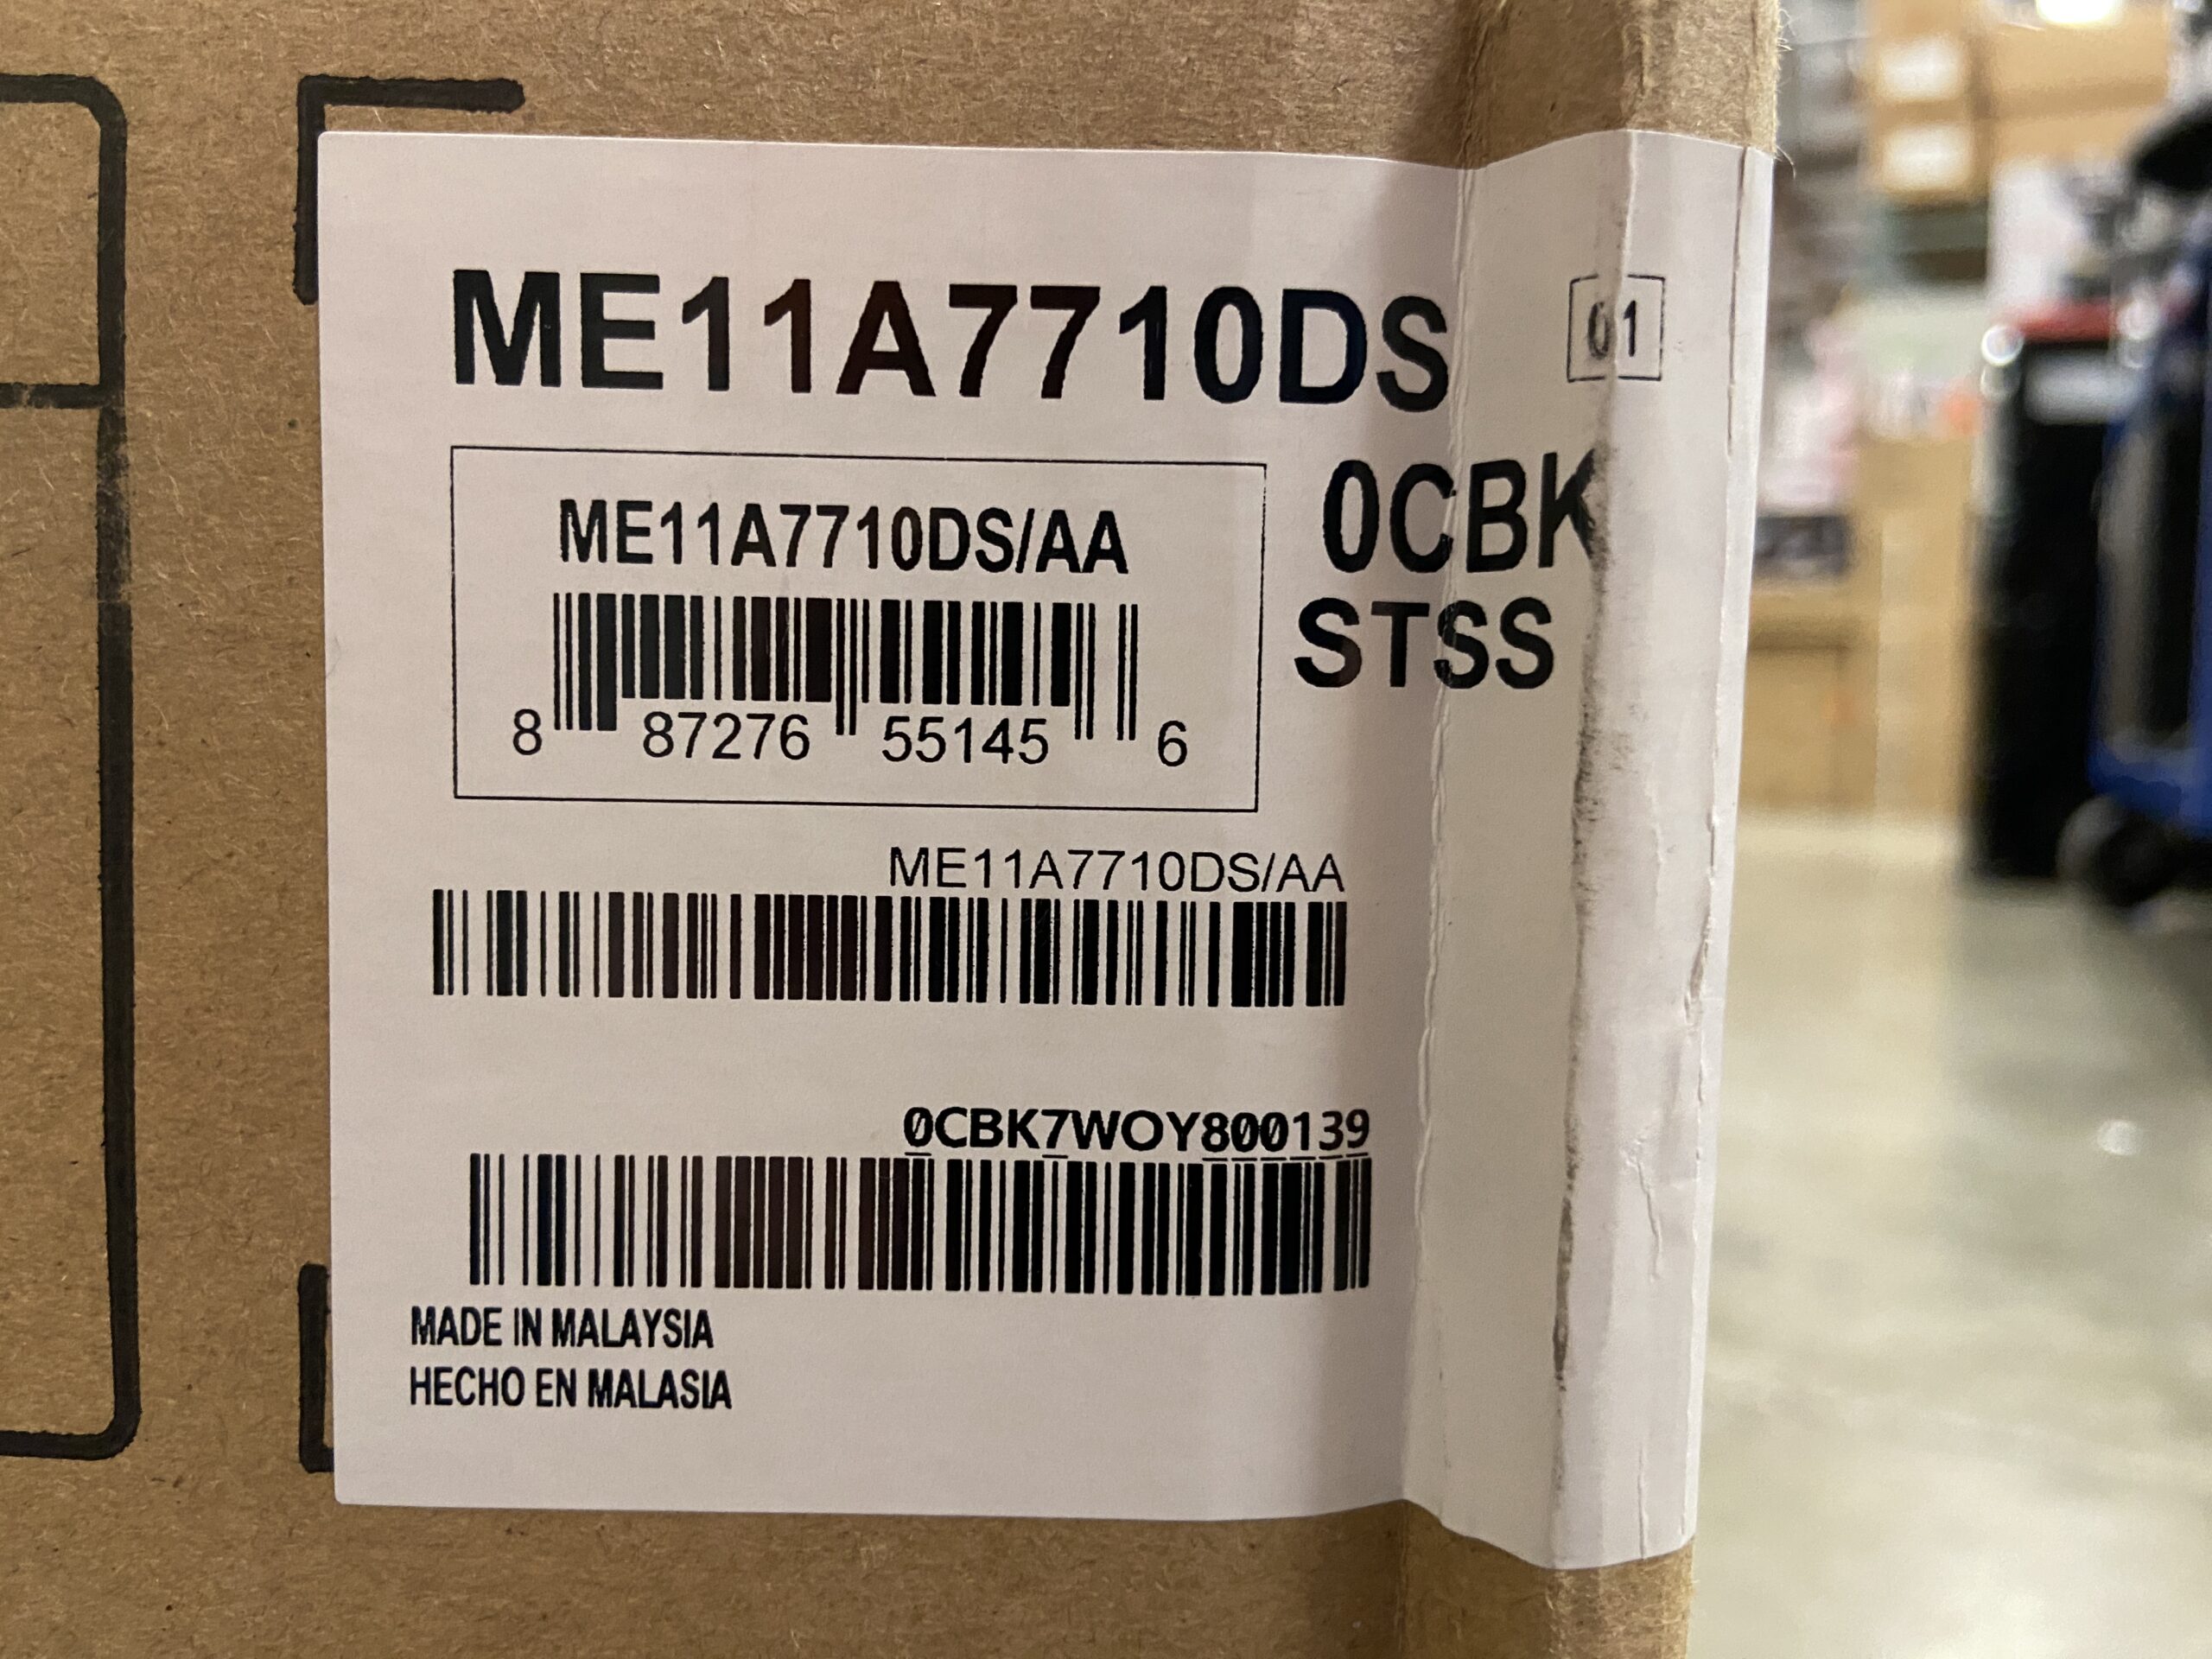 ME11A7710DS
01
ME11A7710DS/AA
8 87276 55145 6
0CBK
STSS
ME11A7710DS/AA
0CBK7WOY800139
MADE IN MALAYSIA
HECHO EN MALASIA